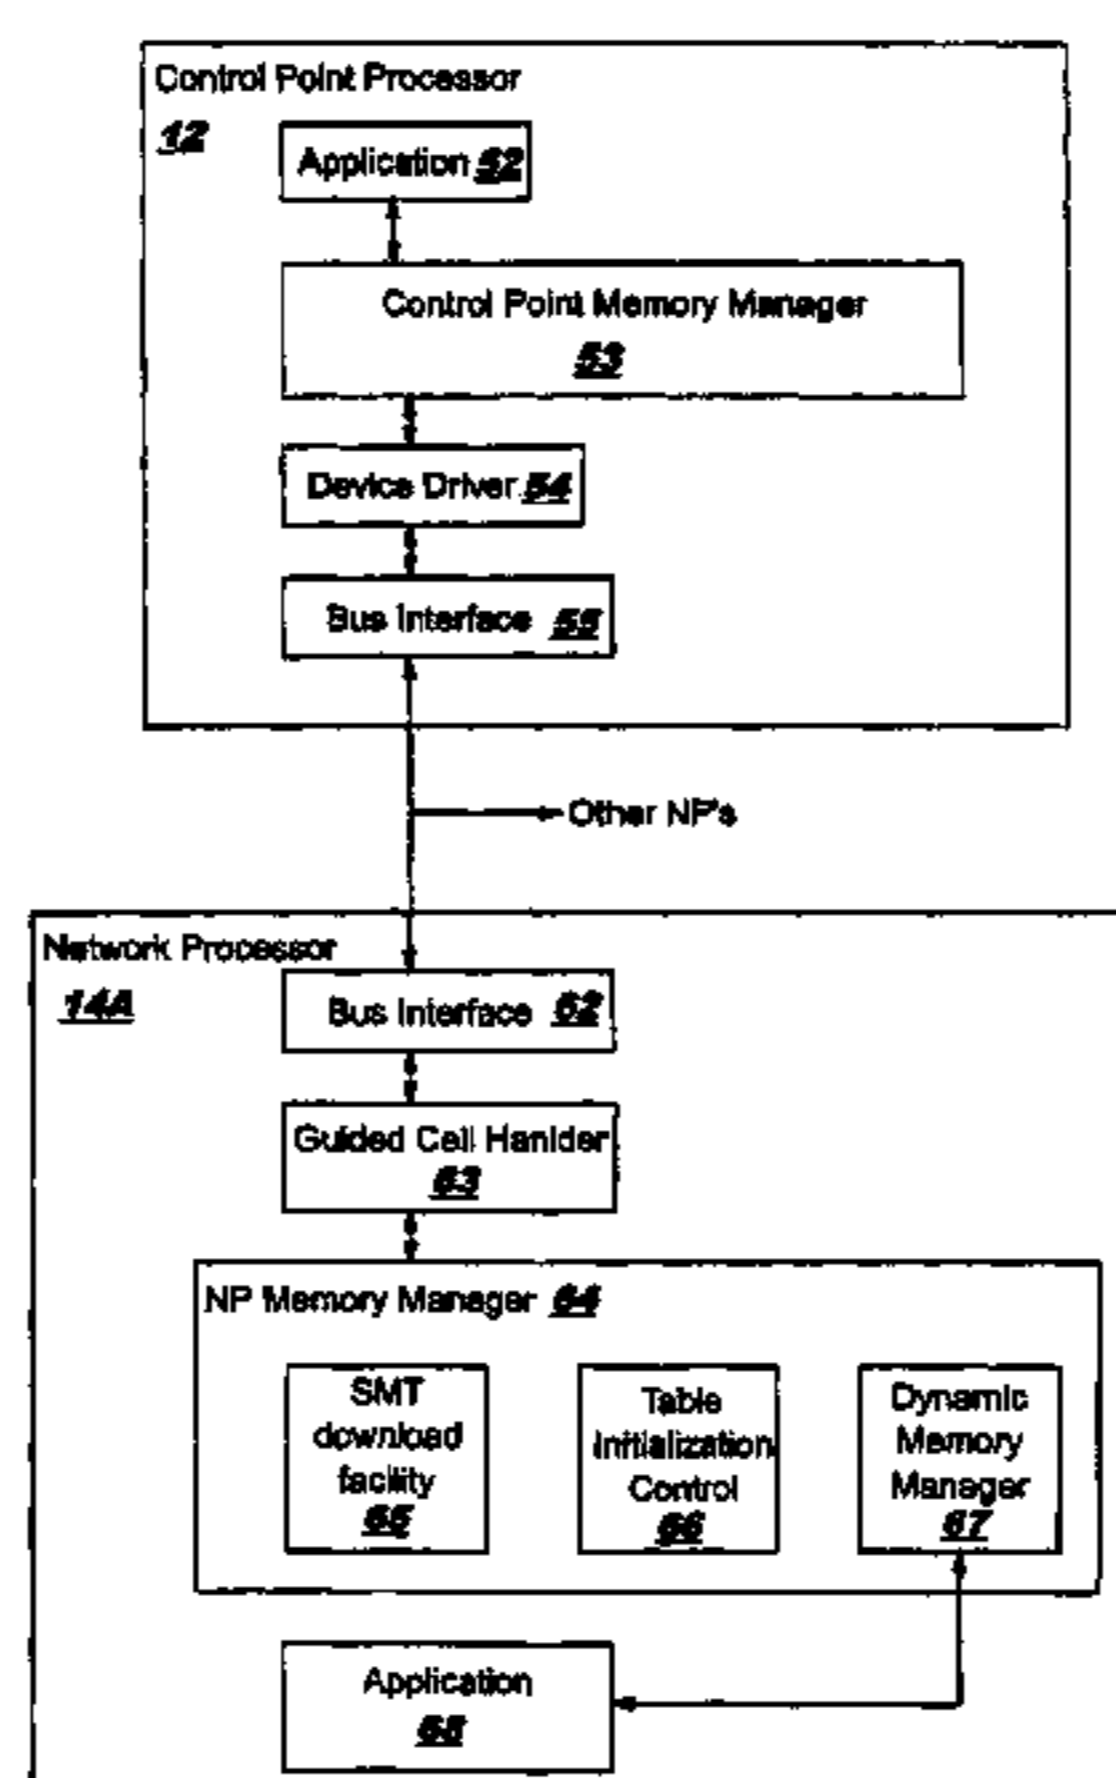 Control Point Processor
12
Application 52
Control Point Memory Manager
53
Device Driver 54
Bus Interface 55
Other NP's
Network Processor
14A
Bus Interface 62
Guided Cell Hanlder
63
NP Memory Manager 64
SMT
download
facility
65
Table
Initialization
Control
66
Dynamic
Memory
Manager
67
Application
68